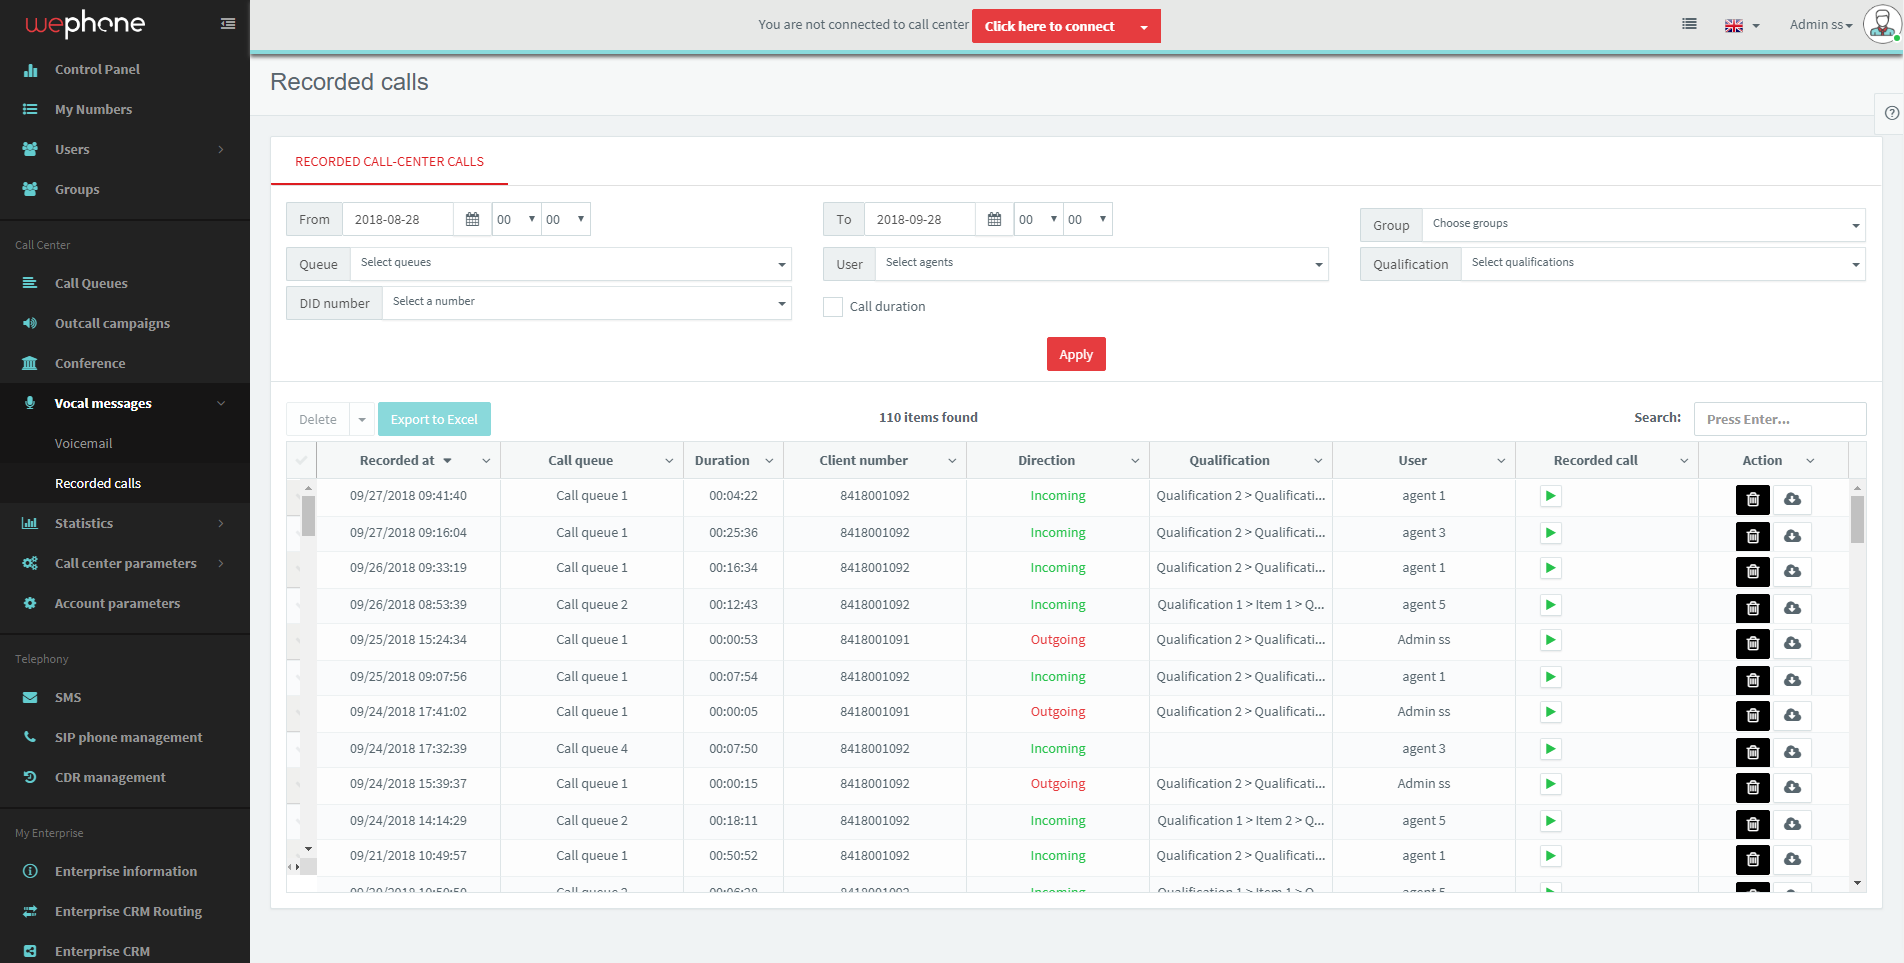 wephone
You are not connected to call center Click here to connect
Admin ss
Control Panel
My Numbers
Users
Groups
Call Center
Call Queues
Outcall campaigns
Conference
Vocal messages
Voicemail
Recorded calls
Statistics
Call center parameters
Account parameters
Telephony
SMS
SIP phone management
CDR management
My Enterprise
Enterprise information
Enterprise CRM Routing
Enterprise CRM
Recorded calls
RECORDED CALL-CENTER CALLS
From 2018-08-28 00 00 To 2018-09-28 00 00 Group Choose groups
Queue Select queues User Select agents Qualification Select qualifications
DID number Select a number Call duration
Apply
Delete Export to Excel 110 items found Search: Press Enter...
Recorded at Call queue Duration Client number Direction Qualification User Recorded call Action
09/27/2018 09:41:40 Call queue 1 00:04:22 8418001092 Incoming Qualification 2 > Qualificati... agent 1
09/27/2018 09:16:04 Call queue 1 00:25:36 8418001092 Incoming Qualification 2 > Qualificati... agent 3
09/26/2018 09:33:19 Call queue 1 00:16:34 8418001092 Incoming Qualification 2 > Qualificati... agent 1
09/26/2018 08:53:39 Call queue 2 00:12:43 8418001092 Incoming Qualification 1 > Item 1 > Q... agent 5
09/25/2018 15:24:34 Call queue 1 00:00:53 8418001091 Outgoing Qualification 2 > Qualificati... Admin ss
09/25/2018 09:07:56 Call queue 1 00:07:54 8418001092 Incoming Qualification 2 > Qualificati... agent 1
09/24/2018 17:41:02 Call queue 1 00:00:05 8418001091 Outgoing Qualification 2 > Qualificati... Admin ss
09/24/2018 17:32:39 Call queue 4 00:07:50 8418001092 Incoming agent 3
09/24/2018 15:39:37 Call queue 1 00:00:15 8418001092 Outgoing Qualification 2 > Qualificati... Admin ss
09/24/2018 14:14:29 Call queue 2 00:18:11 8418001092 Incoming Qualification 1 > Item 2 > Q... agent 5
09/21/2018 10:49:57 Call queue 1 00:50:52 8418001092 Incoming Qualification 2 > Qualificati... agent 1